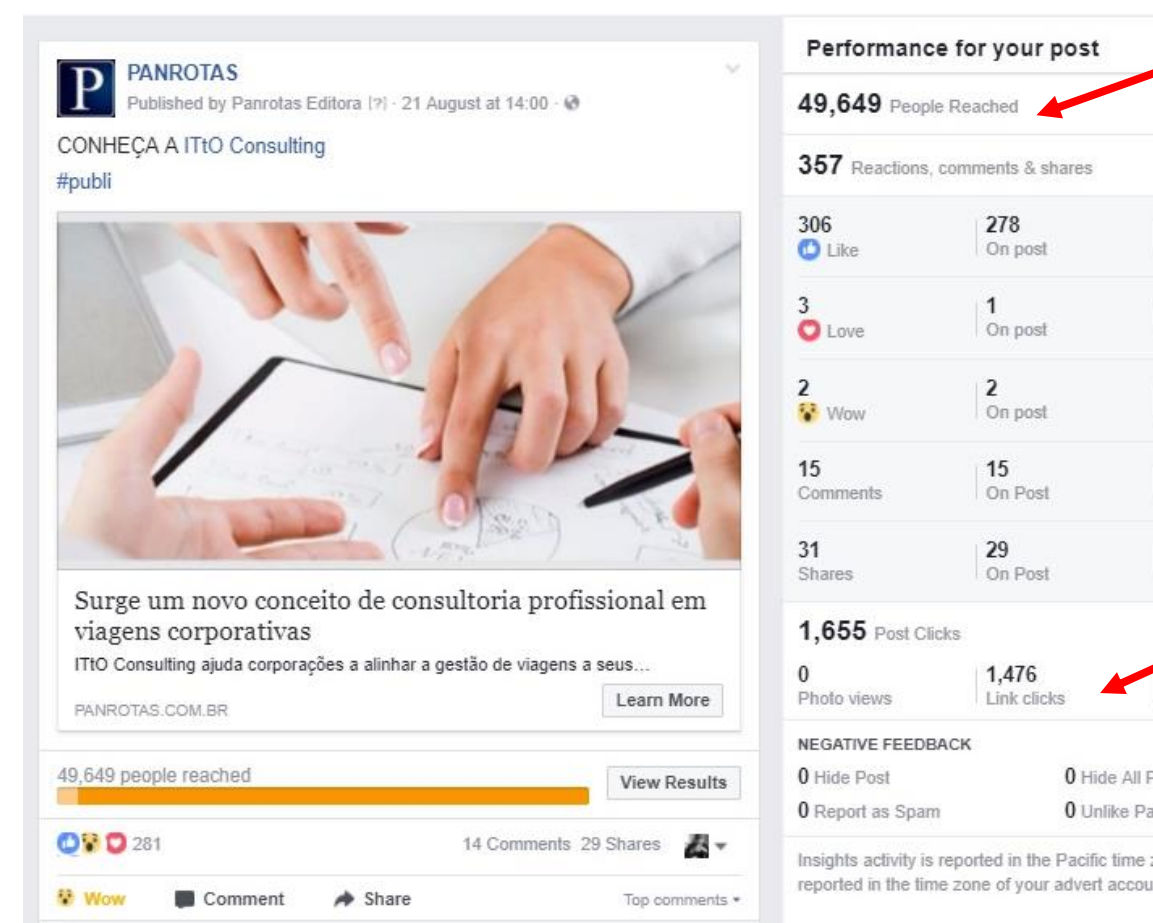 PANROTAS
Published by Panrotas Editora [?] · 21 August at 14:00 ·
CONHEÇA A ITtO Consulting
#publi
Surge um novo conceito de consultoria profissional em
viagens corporativas
ITtO Consulting ajuda corporações a alinhar a gestão de viagens a seus...
PANROTAS.COM.BR
Learn More
49,649 people reached
View Results
281
14 Comments 29 Shares
Wow Comment Share Top comments
Performance for your post
49,649 People Reached
357 Reactions, comments & shares
306 278
Like On post
3 1
Love On post
2 2
Wow On post
15 15
Comments On Post
31 29
Shares On Post
1,655 Post Clicks
0 1,476
Photo views Link clicks
NEGATIVE FEEDBACK
0 Hide Post 0 Hide All
0 Report as Spam 0 Unlike
Insights activity is reported in the Pacific time
reported in the time zone of your advert